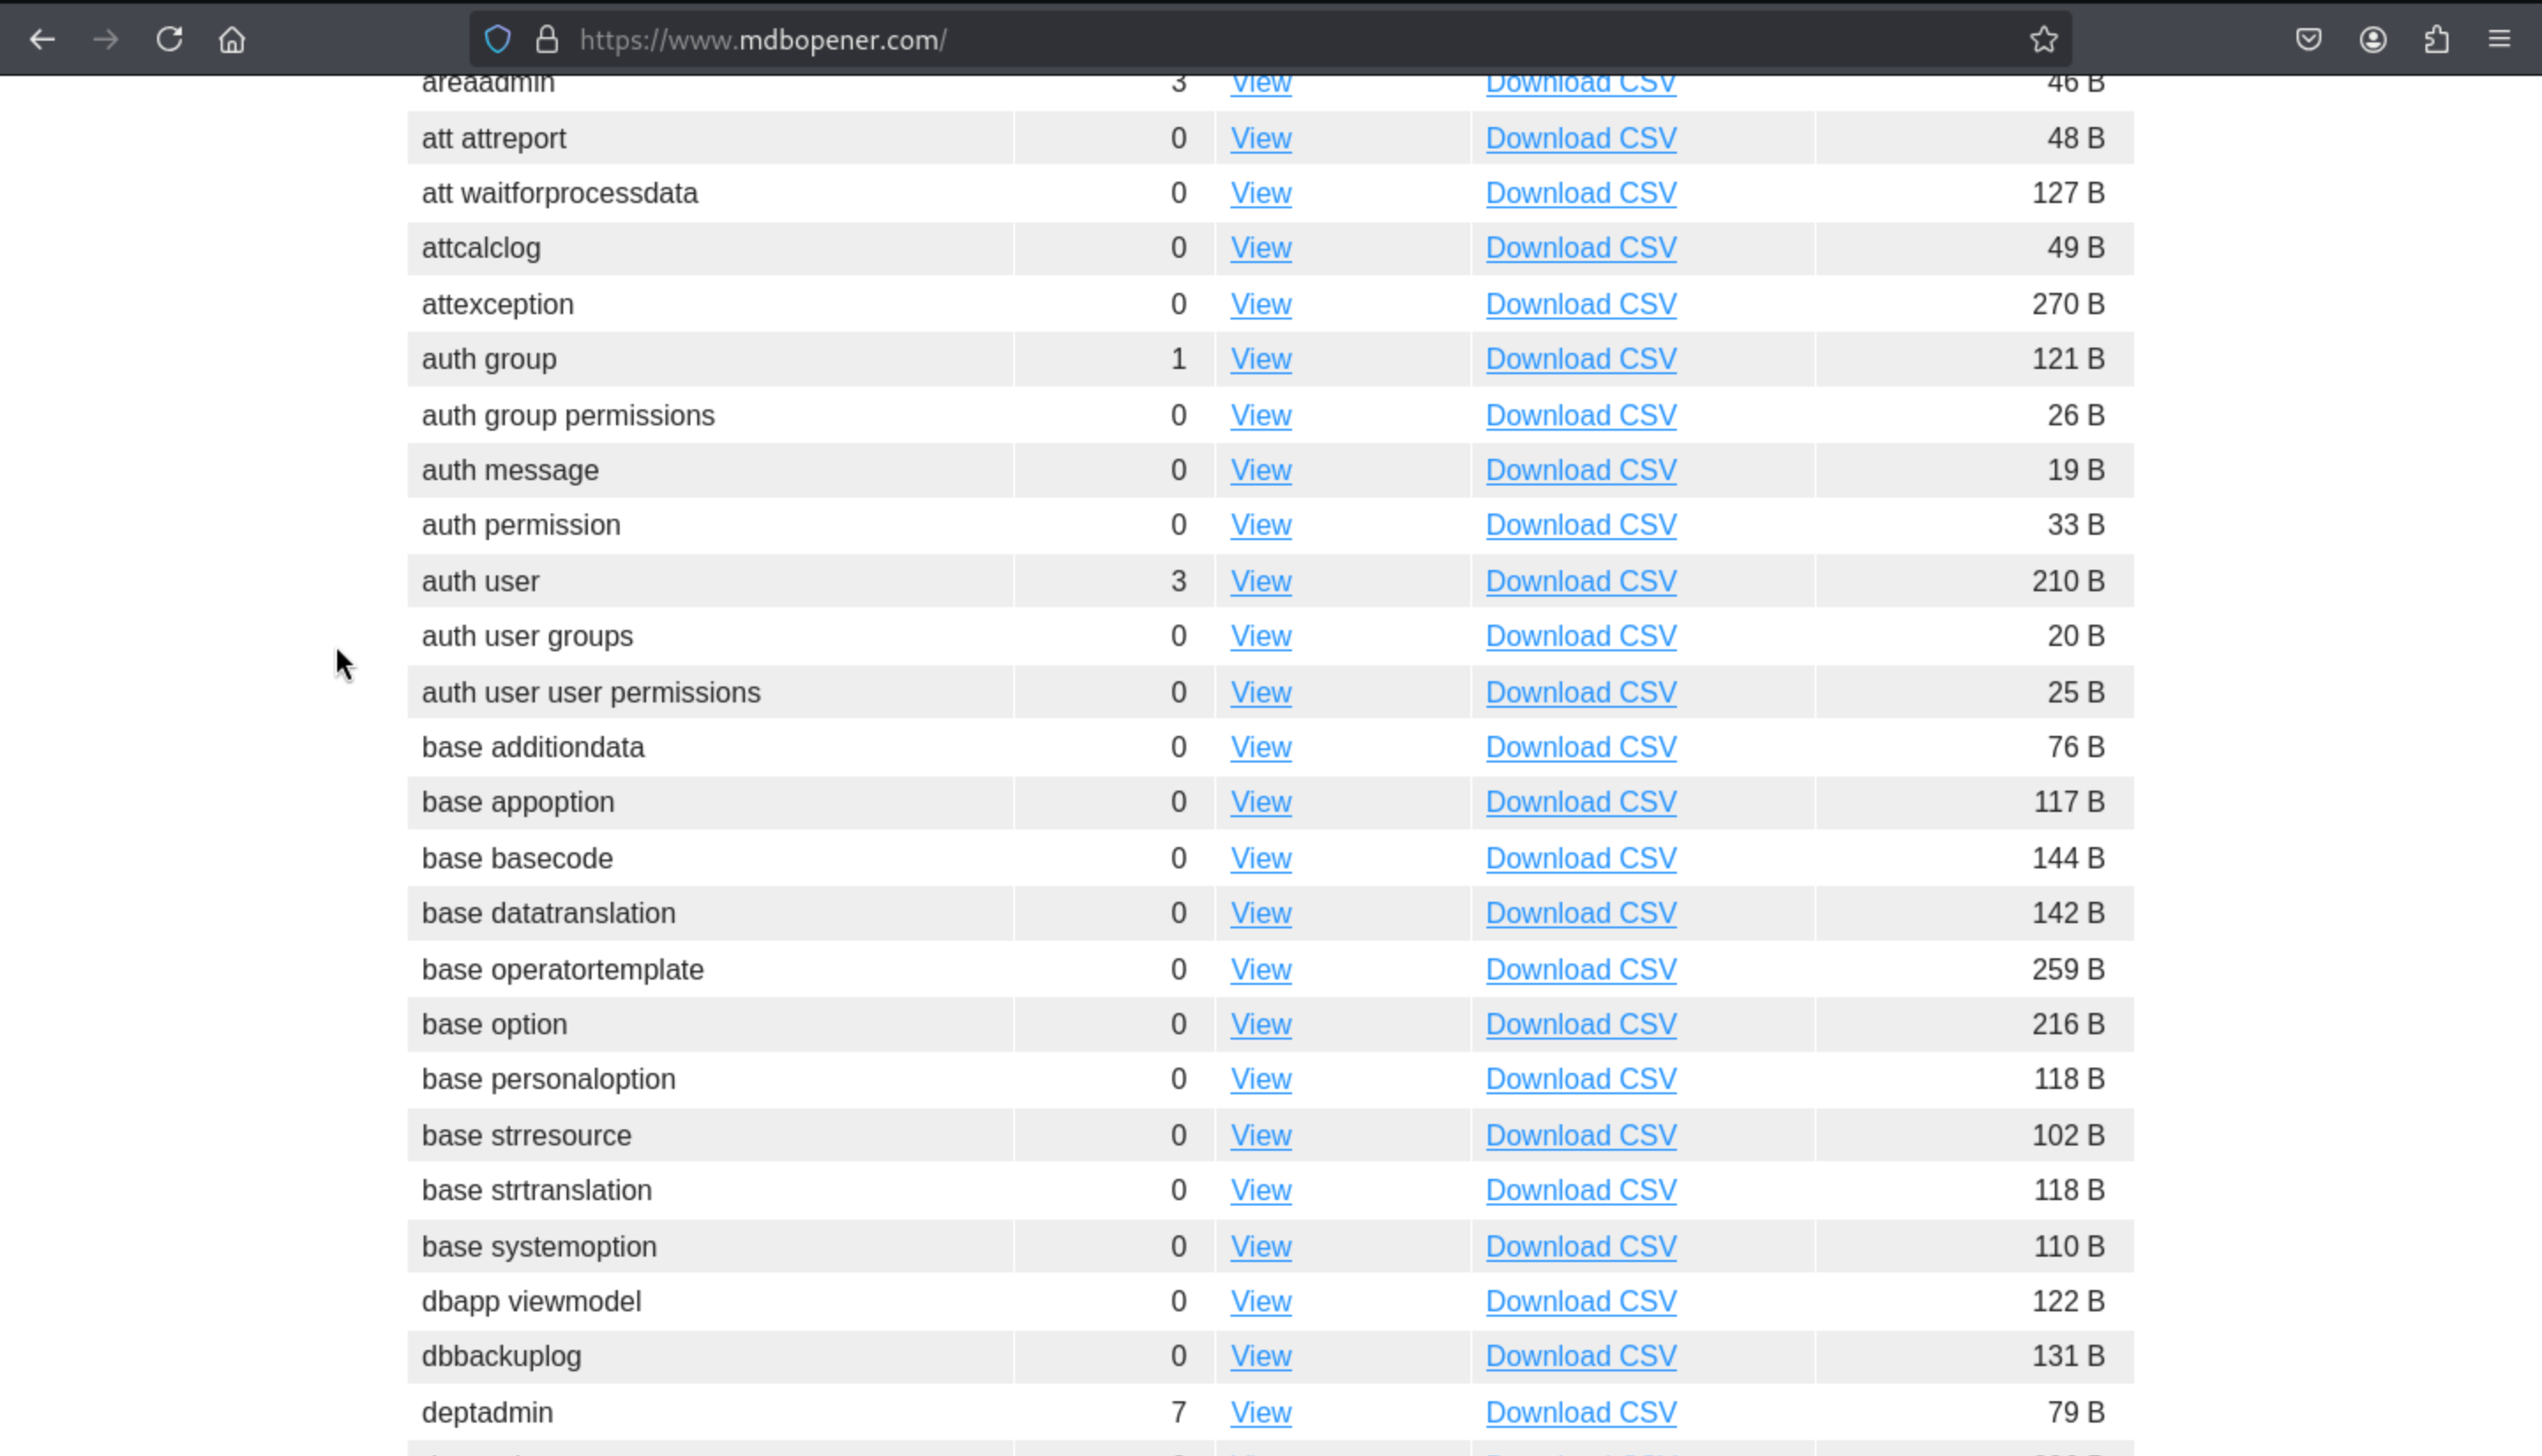 https://www.mdbopener.com/
areaadmin 3 View Download CSV 46 B
att attreport 0 View Download CSV 48 B
att waitforprocessdata 0 View Download CSV 127 B
attcalclog 0 View Download CSV 49 B
attexception 0 View Download CSV 270 B
auth group 1 View Download CSV 121 B
auth group permissions 0 View Download CSV 26 B
auth message 0 View Download CSV 19 B
auth permission 0 View Download CSV 33 B
auth user 3 View Download CSV 210 B
auth user groups 0 View Download CSV 20 B
auth user user permissions 0 View Download CSV 25 B
base additiondata 0 View Download CSV 76 B
base appoption 0 View Download CSV 117 B
base basecode 0 View Download CSV 144 B
base datatranslation 0 View Download CSV 142 B
base operatortemplate 0 View Download CSV 259 B
base option 0 View Download CSV 216 B
base personaloption 0 View Download CSV 118 B
base strresource 0 View Download CSV 102 B
base strtranslation 0 View Download CSV 118 B
base systemoption 0 View Download CSV 110 B
dbapp viewmodel 0 View Download CSV 122 B
dbbackuplog 0 View Download CSV 131 B
deptadmin 7 View Download CSV 79 B